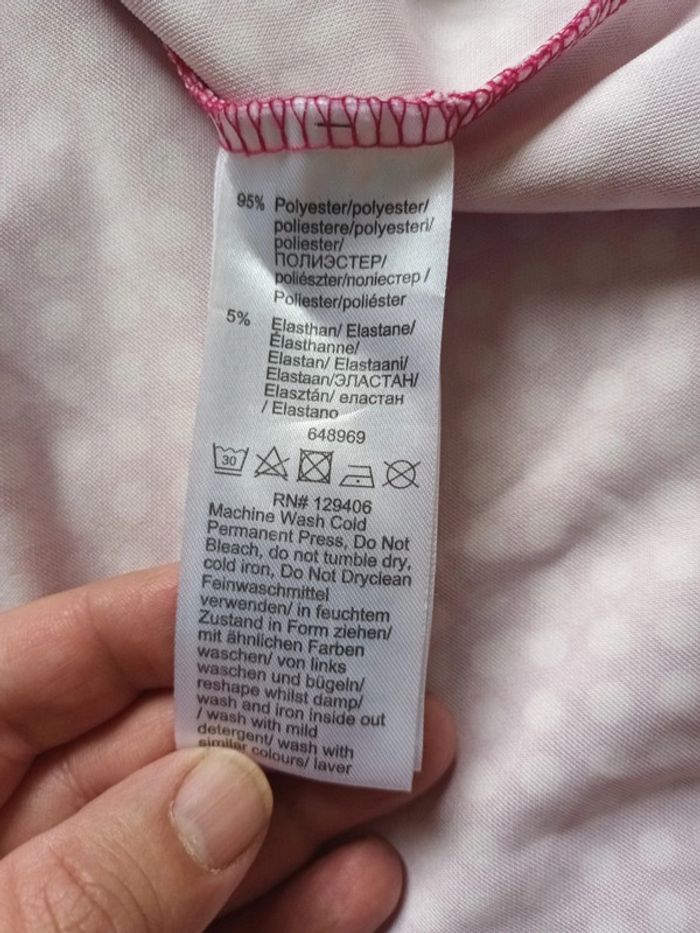 95% Polyester/polyester/
poliestere/polyesteri/
poliester/
ПОЛИЭСТЕР/
poliészter/полиестер /
Poliester/poliéster
5% Elasthan/ Elastane/
Élasthanne/
Elastan/ Elastaani/
Elastaan/ЭЛАСТАН/
Elasztán/ еластан
/ Elastano
648969
30
RN# 129406
Machine Wash Cold
Permanent Press, Do Not
Bleach, do not tumble dry,
cold iron, Do Not Dryclean
Feinwaschmittel
verwenden/ in feuchtem
Zustand in Form ziehen/
mit ähnlichen Farben
waschen/ von links
waschen und bügeln/
reshape whilst damp/
wash and iron inside out
/ wash with mild
detergent/ wash with
similar colours/ laver